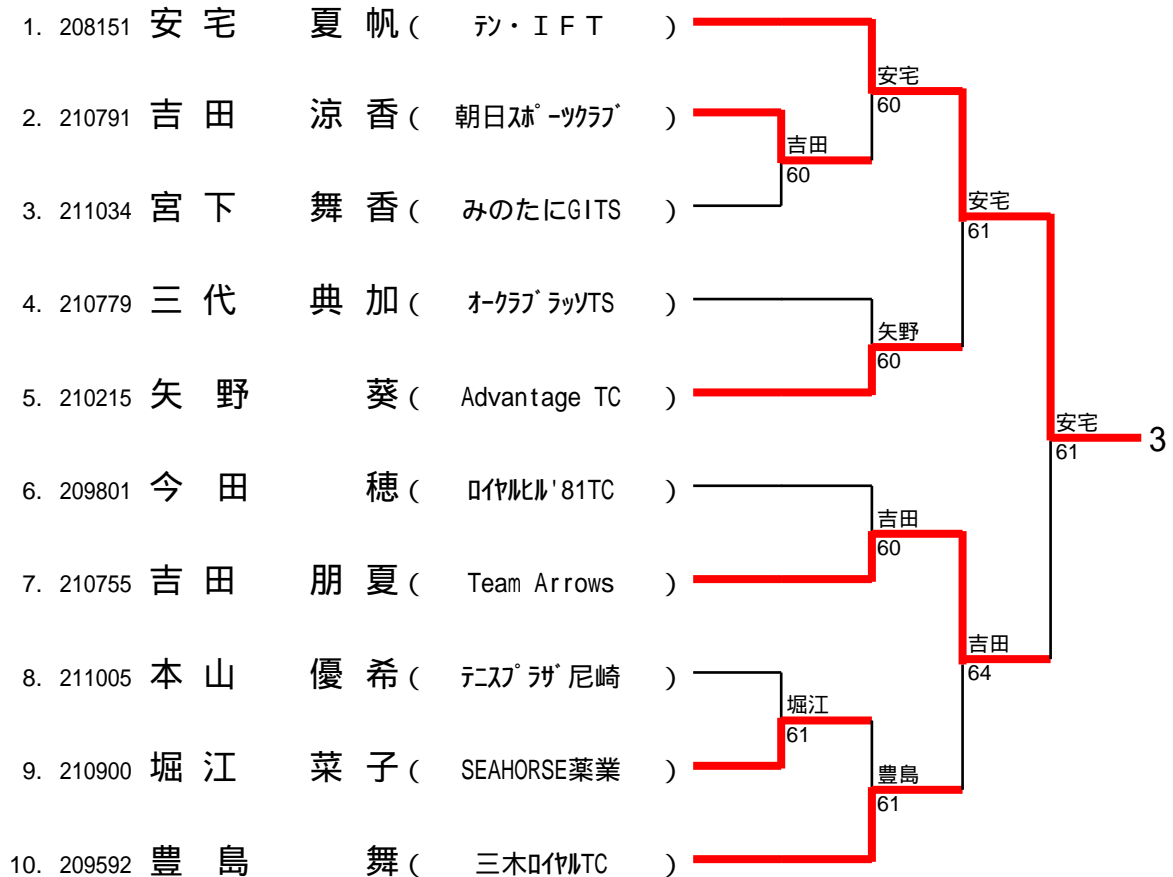 1. 208151 安宅 夏帆 ( テン・ＩＦＴ )
安宅
60
2. 210791 吉田 涼香 ( 朝日ｽﾎﾟｰﾂｸﾗﾌﾞ )
吉田
60
3. 211034 宮下 舞香 ( みのたにGITS )
安宅
61
4. 210779 三代 典加 ( ｵｰｸﾗﾌﾞﾗｯｿTS )
矢野
60
5. 210215 矢野 葵 ( Advantage TC )
安宅
61
3
6. 209801 今田 穂 ( ﾛｲﾔﾙﾋﾙ'81TC )
吉田
60
7. 210755 吉田 朋夏 ( Team Arrows )
吉田
64
8. 211005 本山 優希 ( ﾃﾆｽﾌﾟﾗｻﾞ尼崎 )
堀江
61
9. 210900 堀江 菜子 ( SEAHORSE薬業 )
豊島
61
10. 209592 豊島 舞 ( 三木ﾛｲﾔﾙTC )